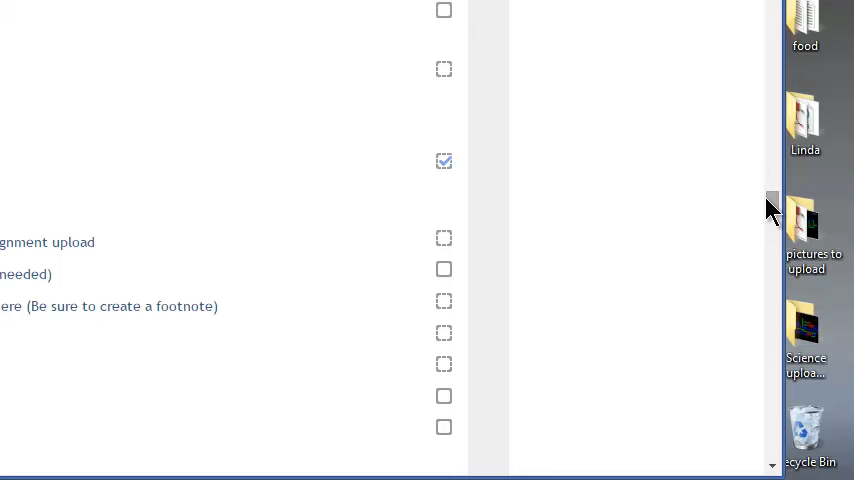 food
Linda
gnment upload
pictures to
upload
needed)
ere (Be sure to create a footnote)
Science
uploa...
ecycle Bin